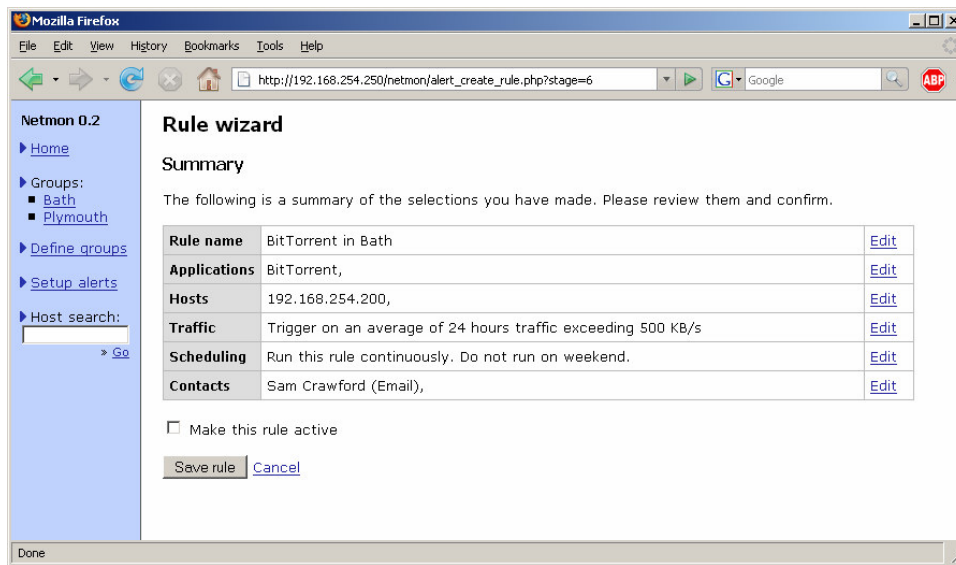 Mozilla Firefox
File Edit View History Bookmarks Tools Help
http://192.168.254.250/netmon/alert_create_rule.php?stage=6
G Google
ABP
Netmon 0.2
Home
Groups:
Bath
Plymouth
Define groups
Setup alerts
Host search:
» Go
Rule wizard
Summary
The following is a summary of the selections you have made. Please review them and confirm.
Rule name BitTorrent in Bath Edit
Applications BitTorrent, Edit
Hosts 192.168.254.200, Edit
Traffic Trigger on an average of 24 hours traffic exceeding 500 KB/s Edit
Scheduling Run this rule continuously. Do not run on weekend. Edit
Contacts Sam Crawford (Email), Edit
Make this rule active
Save rule Cancel
Done